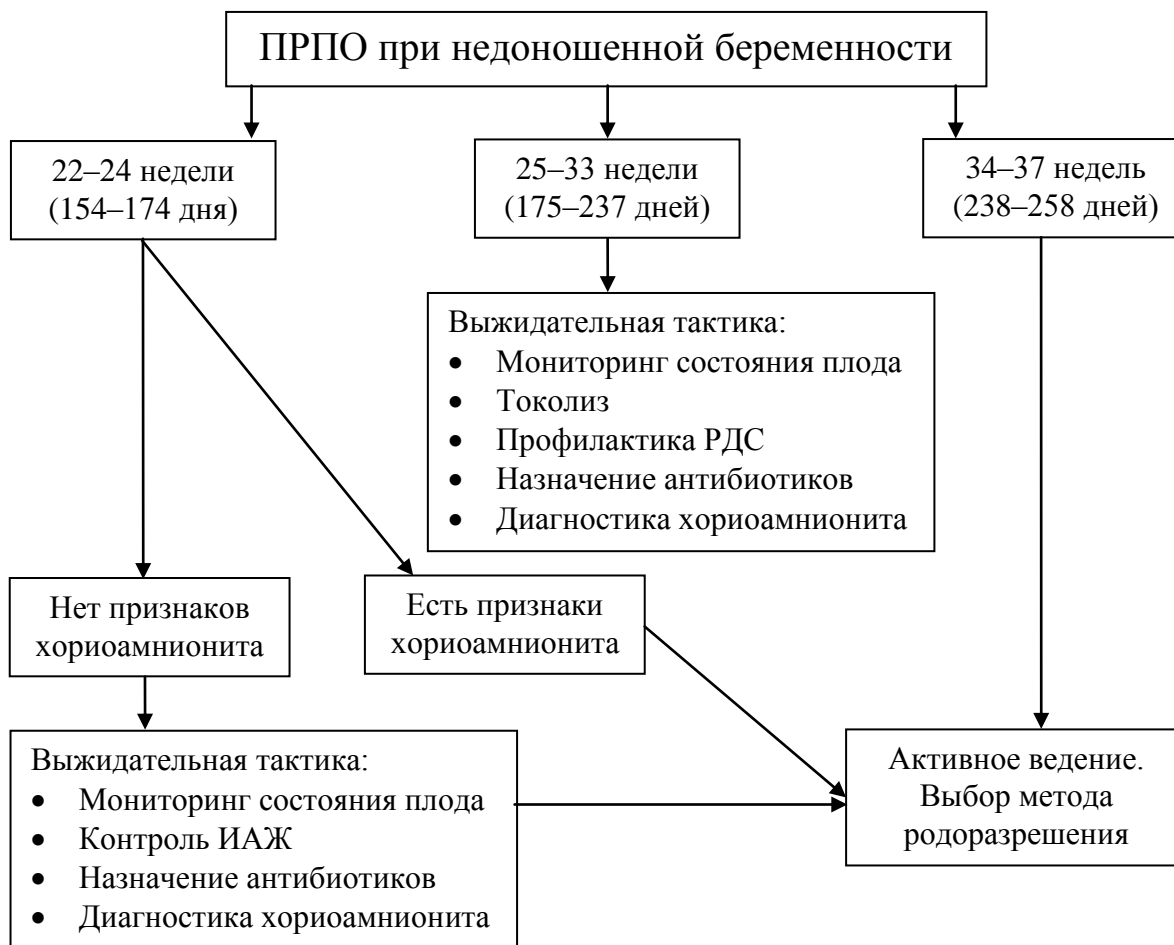 ПРПО при недоношенной беременности
22–24 недели
(154–174 дня)
25–33 недели
(175–237 дней)
34–37 недель
(238–258 дней)
Выжидательная тактика:
• Мониторинг состояния плода
• Токолиз
• Профилактика РДС
• Назначение антибиотиков
• Диагностика хориоамнионита
Нет признаков
хориоамнионита
Есть признаки
хориоамнионита
Выжидательная тактика:
• Мониторинг состояния плода
• Контроль ИАЖ
• Назначение антибиотиков
• Диагностика хориоамнионита
Активное ведение.
Выбор метода
родоразрешения